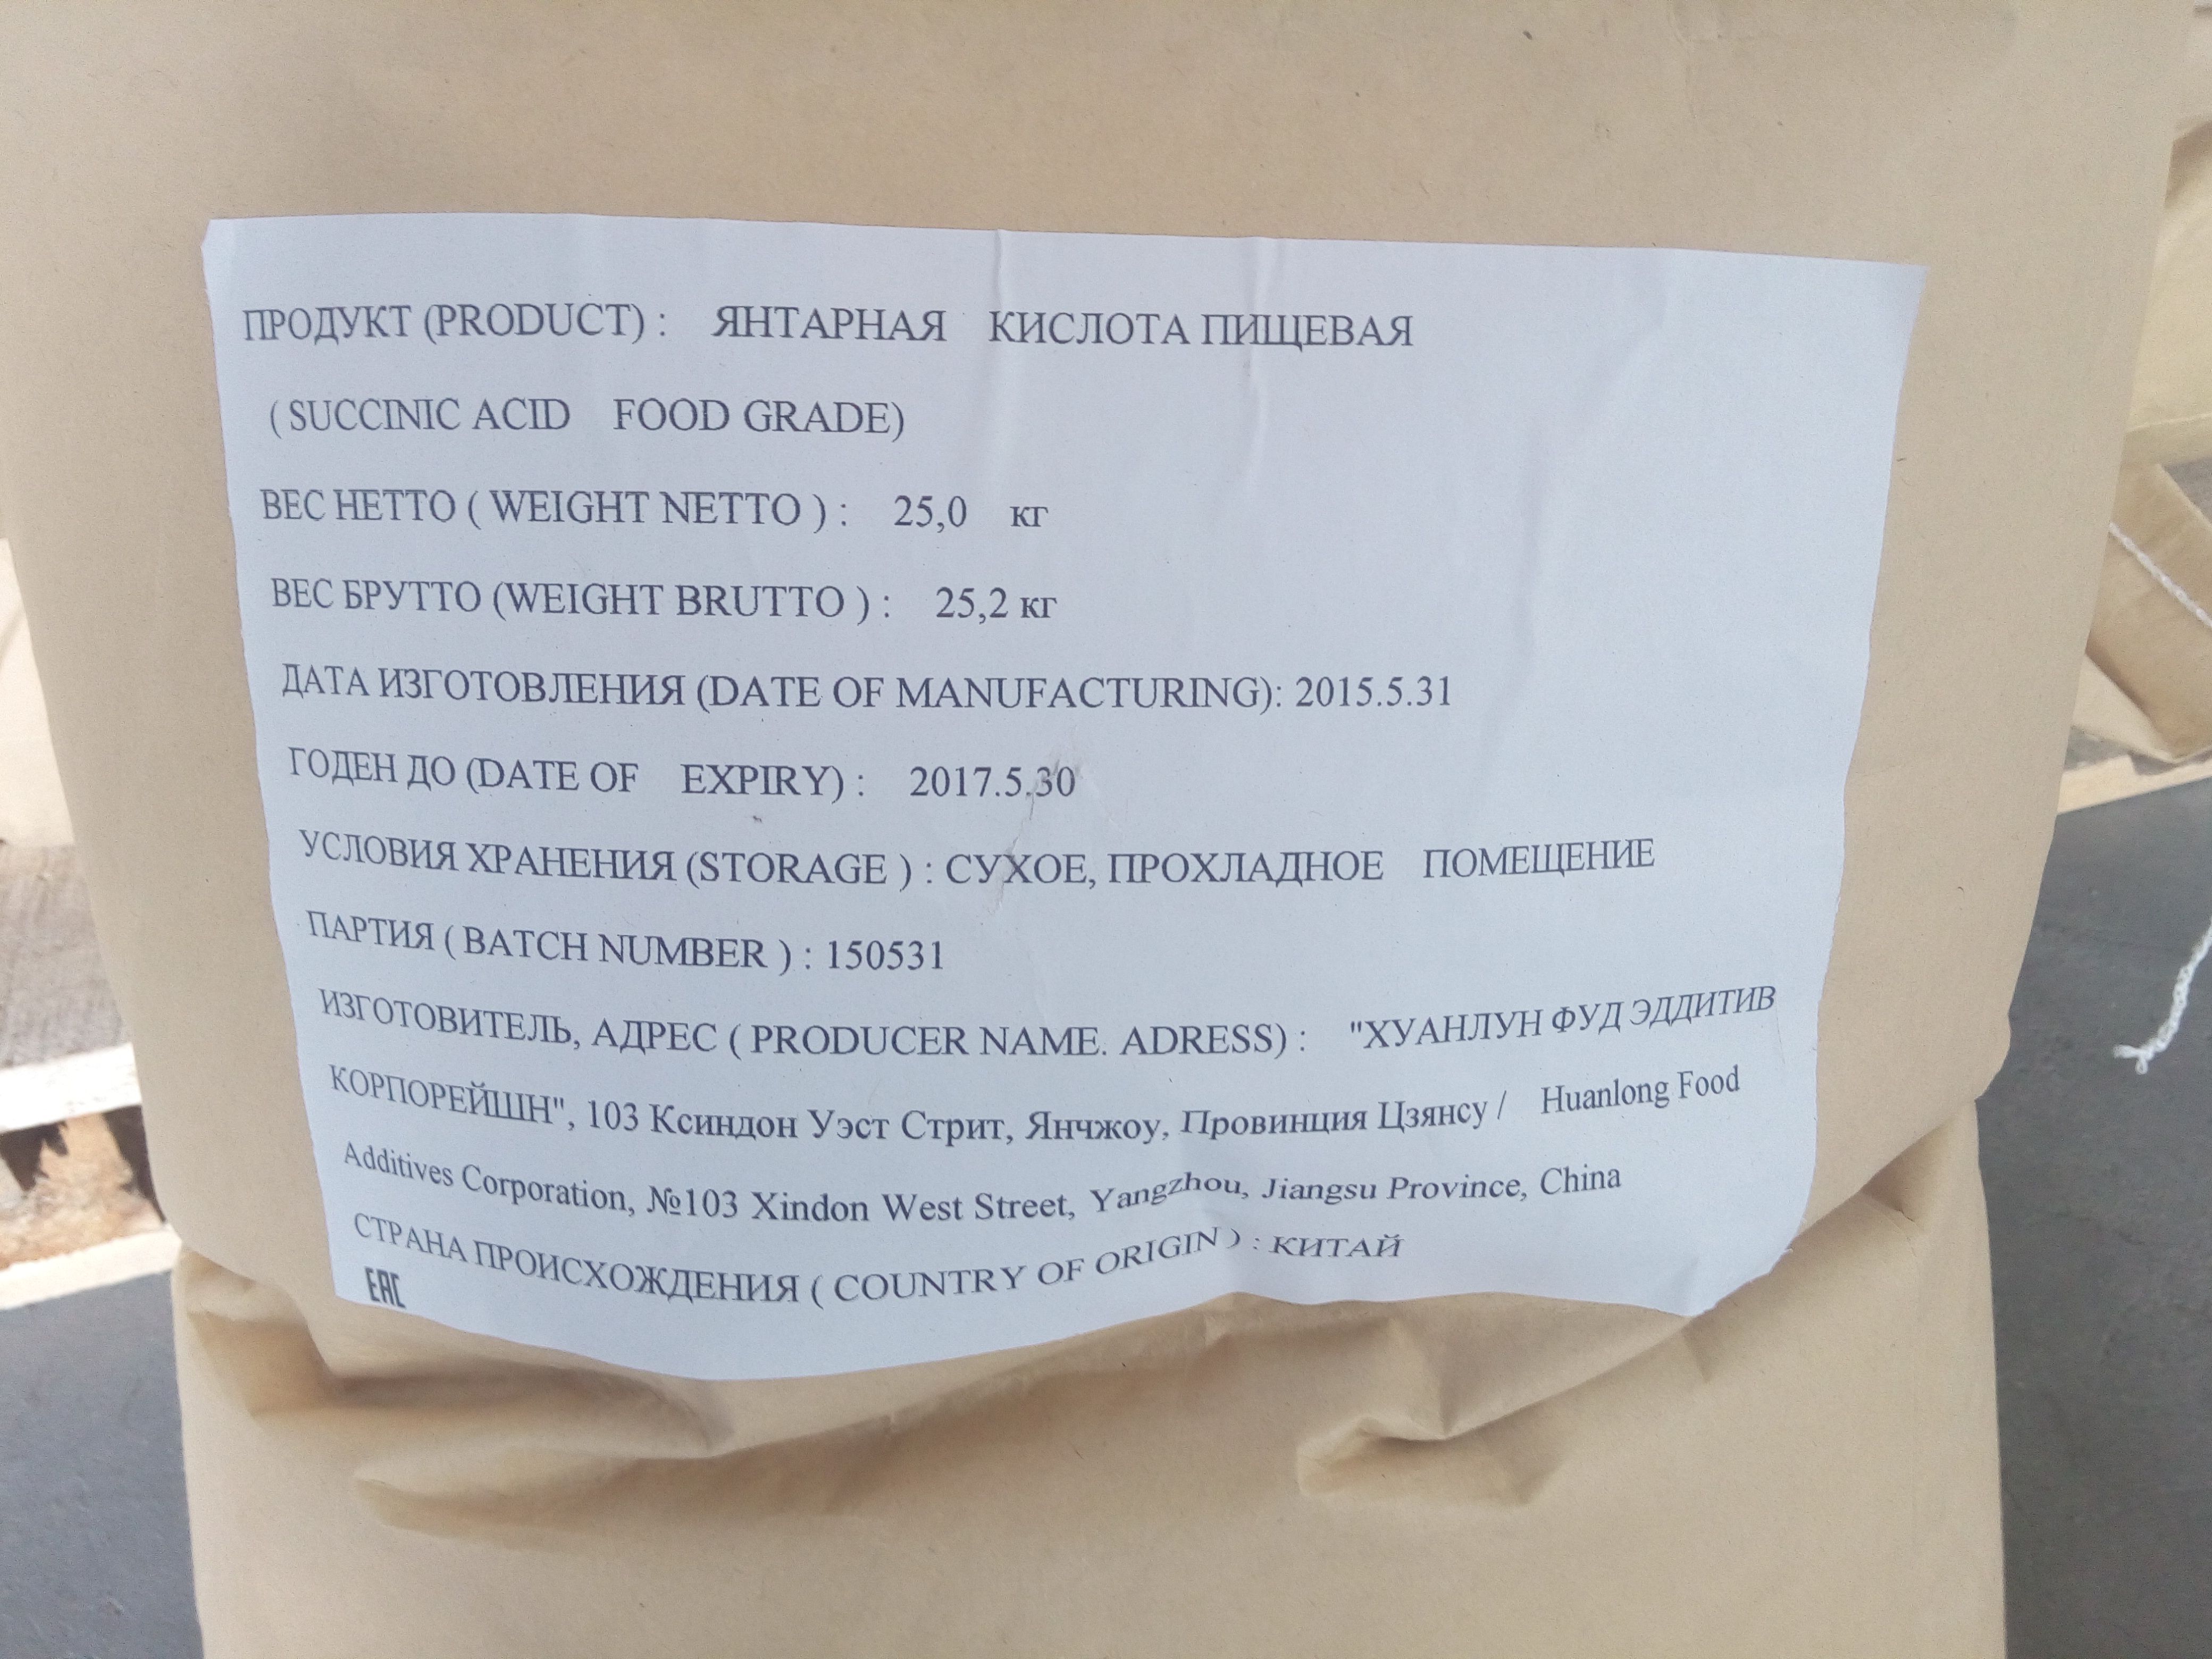 ПРОДУКТ (PRODUCT) : ЯНТАРНАЯ КИСЛОТА ПИЩЕВАЯ
( SUCCINIC ACID FOOD GRADE)
ВЕС НЕТТО ( WEIGHT NETTO ) : 25,0 кг
ВЕС БРУТТО (WEIGHT BRUTTO ) : 25,2 кг
ДАТА ИЗГОТОВЛЕНИЯ (DATE OF MANUFACTURING): 2015.5.31
ГОДЕН ДО (DATE OF EXPIRY) : 2017.5.30
УСЛОВИЯ ХРАНЕНИЯ (STORAGE ) : СУХОЕ, ПРОХЛАДНОЕ ПОМЕЩЕНИЕ
ПАРТИЯ ( BATCH NUMBER ) : 150531
ИЗГОТОВИТЕЛЬ, АДРЕС ( PRODUCER NAME. ADRESS) : "ХУАНЛУН ФУД ЭДДИТИВ
КОРПОРЕЙШН", 103 Ксиндон Уэст Стрит, Янчжоу, Провинция Цзянсу / Huanlong Food
Additives Corporation, №103 Xindon West Street, Yangzhou, Jiangsu Province, China
СТРАНА ПРОИСХОЖДЕНИЯ ( COUNTRY OF ORIGIN ) : КИТАЙ
EAC